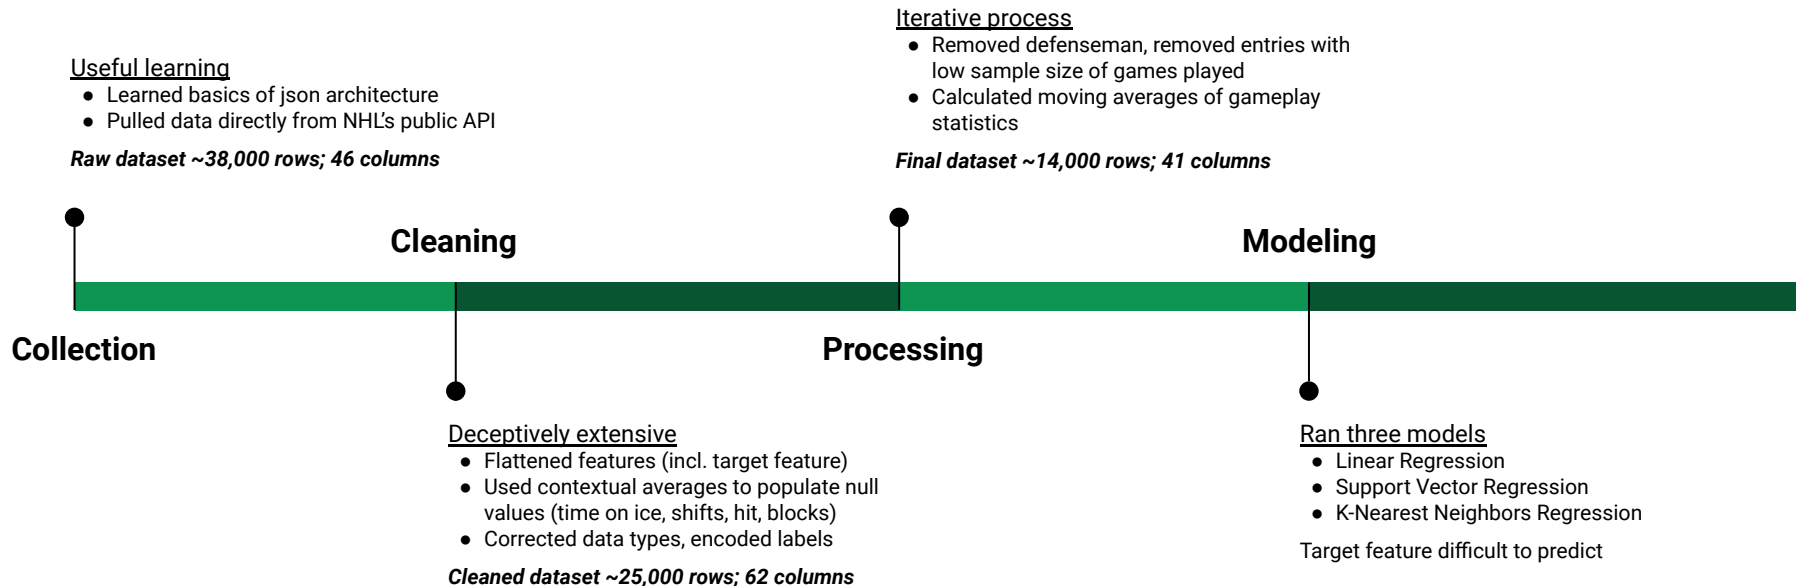 Useful learning
● Learned basics of json architecture
● Pulled data directly from NHL's public API
Raw dataset ~38,000 rows; 46 columns
Iterative process
● Removed defenseman, removed entries with
low sample size of games played
● Calculated moving averages of gameplay
statistics
Final dataset ~14,000 rows; 41 columns
Cleaning
Modeling
Collection
Processing
Deceptively extensive
● Flattened features (incl. target feature)
● Used contextual averages to populate null
values (time on ice, shifts, hit, blocks)
● Corrected data types, encoded labels
Cleaned dataset ~25,000 rows; 62 columns
Ran three models
● Linear Regression
● Support Vector Regression
● K-Nearest Neighbors Regression
Target feature difficult to predict